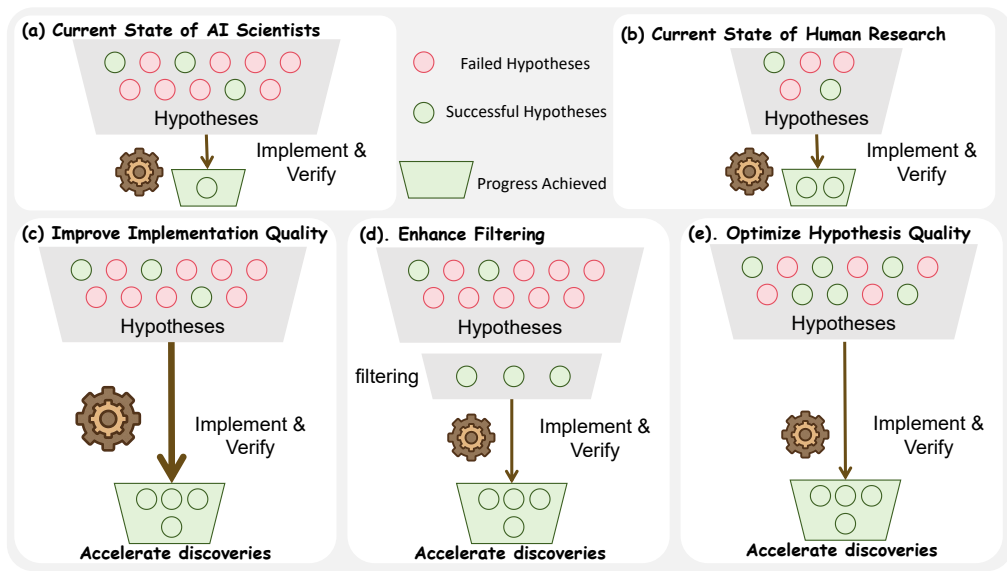 (a) Current State of AI Scientists
Hypotheses
Implement &
Verify
Failed Hypotheses
Successful Hypotheses
Progress Achieved
(b) Current State of Human Research
Hypotheses
Implement &
Verify
(c) Improve Implementation Quality
Hypotheses
Implement &
Verify
Accelerate discoveries
(d). Enhance Filtering
Hypotheses
filtering
Implement &
Verify
Accelerate discoveries
(e). Optimize Hypothesis Quality
Hypotheses
Implement &
Verify
Accelerate discoveries